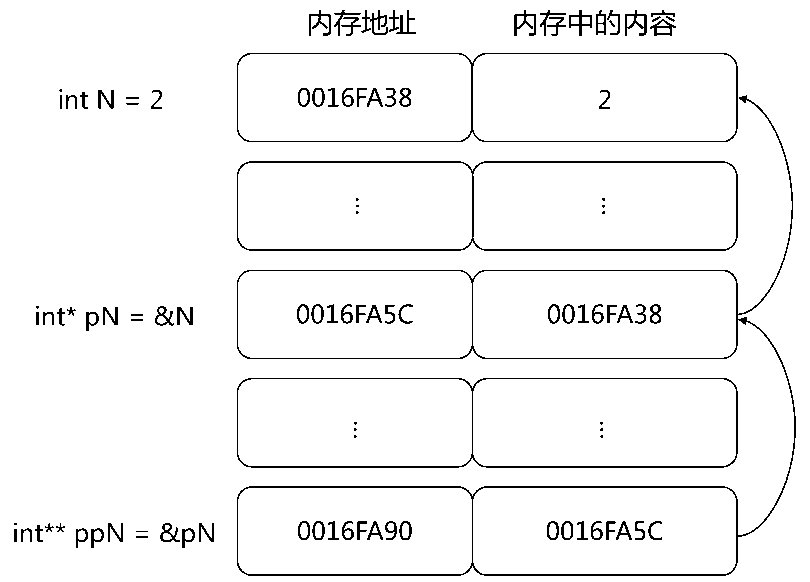 内存地址 内存中的内容
int N = 2 0016FA38 2
⋮ ⋮
int* pN = &N 0016FA5C 0016FA38
⋮ ⋮
int** ppN = &pN 0016FA90 0016FA5C